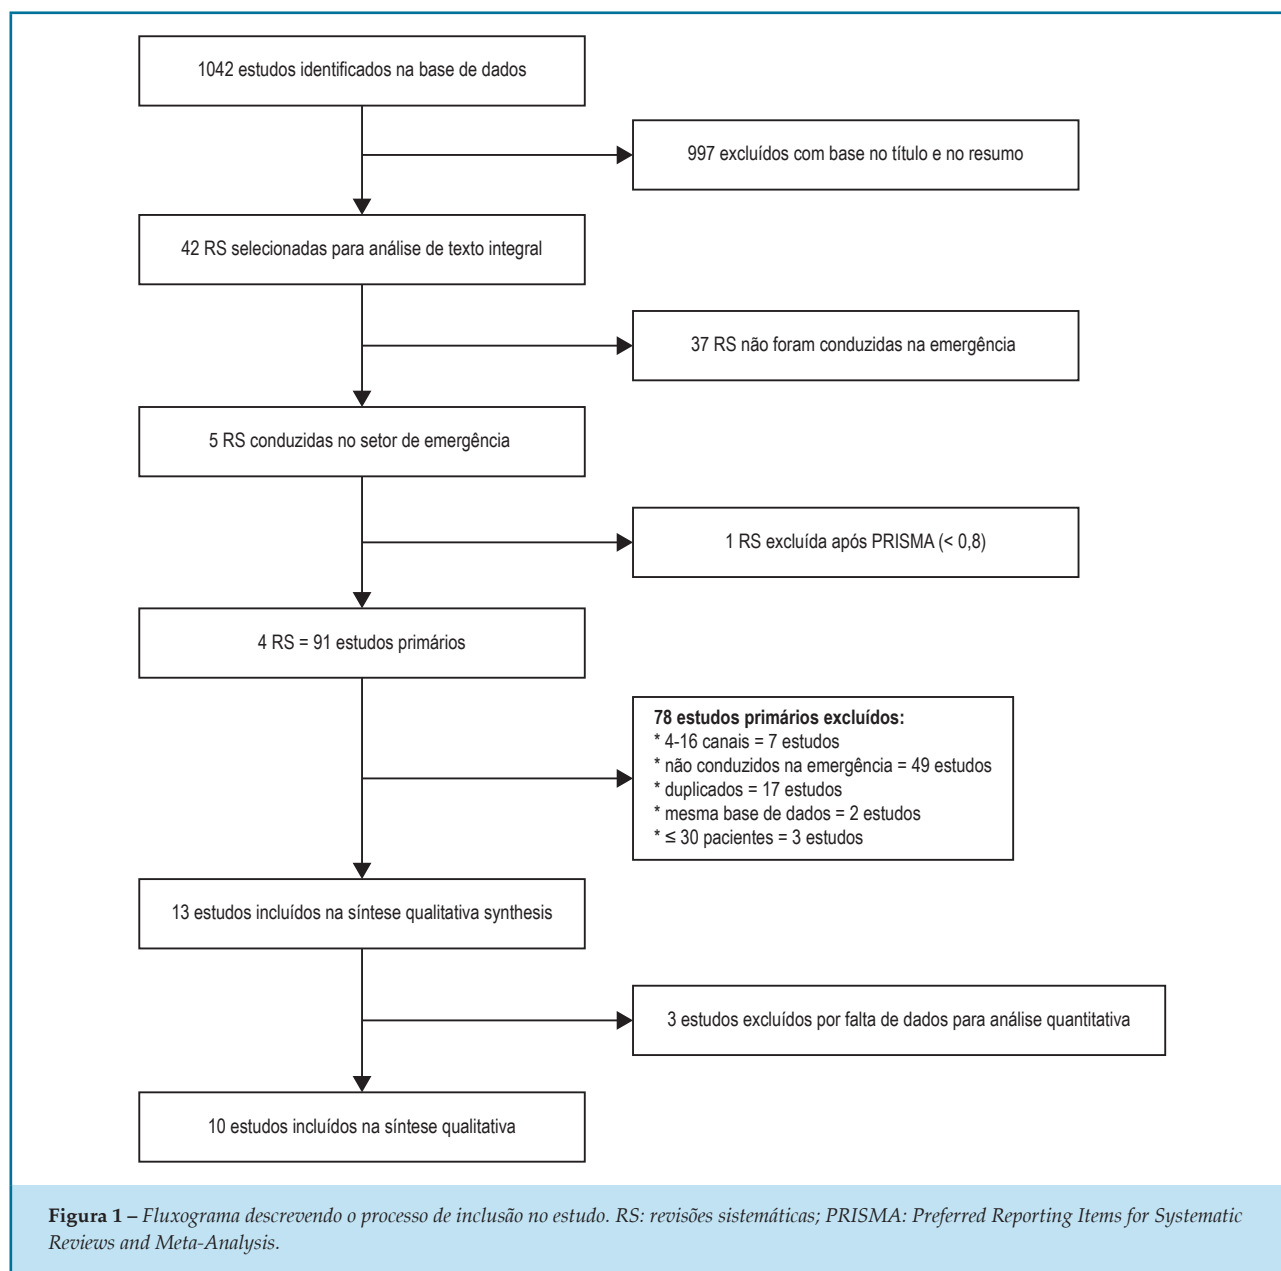 1042 estudos identificados na base de dados
997 excluídos com base no título e no resumo
42 RS selecionadas para análise de texto integral
37 RS não foram conduzidas na emergência
5 RS conduzidas no setor de emergência
1 RS excluída após PRISMA (< 0,8)
4 RS = 91 estudos primários
78 estudos primários excluídos:
* 4-16 canais = 7 estudos
* não conduzidos na emergência = 49 estudos
* duplicados = 17 estudos
* mesma base de dados = 2 estudos
* ≤ 30 pacientes = 3 estudos
13 estudos incluídos na síntese qualitativa synthesis
3 estudos excluídos por falta de dados para análise quantitativa
10 estudos incluídos na síntese qualitativa
Figura 1 – Fluxograma descrevendo o processo de inclusão no estudo. RS: revisões sistemáticas; PRISMA: Preferred Reporting Items for Systematic
Reviews and Meta-Analysis.